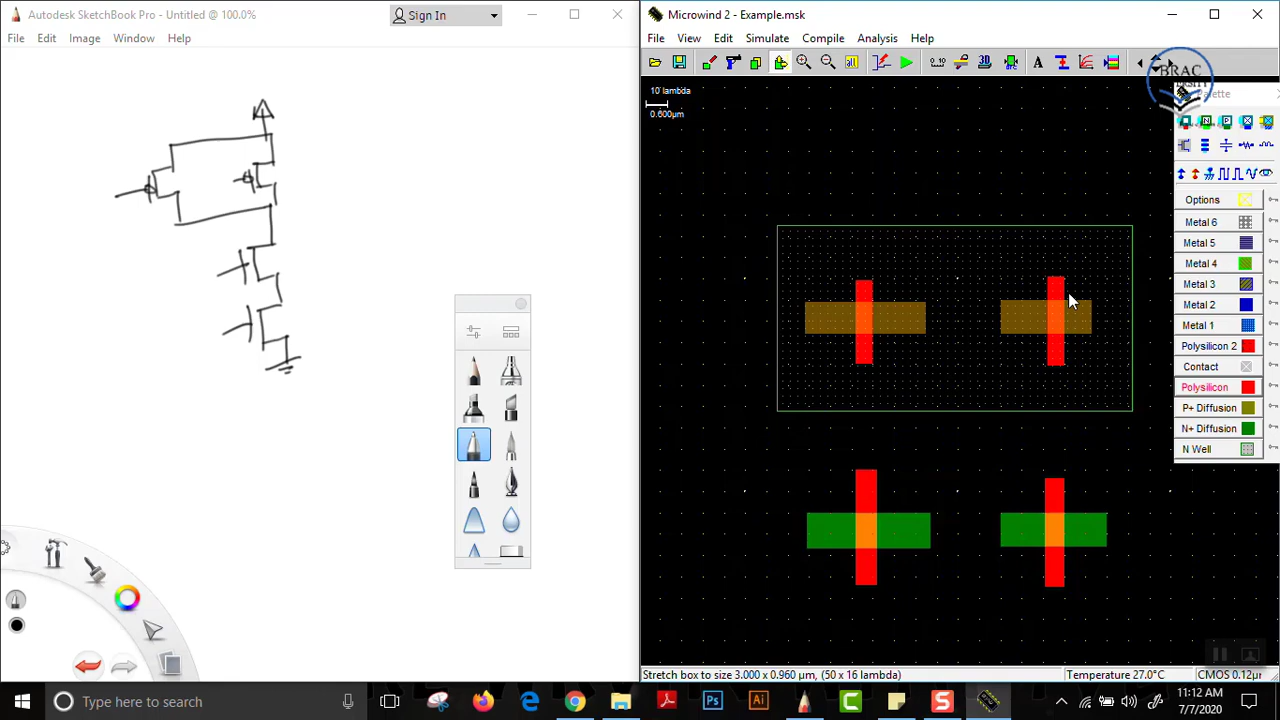 Autodesk SketchBook Pro - Untitled @ 100.0%
Sign In
File Edit Image Window Help
Microwind 2 - Example.msk
File View Edit Simulate Compile Analysis Help
10 lambda
0.600µm
BRAC
Palette
Options
Metal 6
Metal 5
Metal 4
Metal 3
Metal 2
Metal 1
Polysilicon 2
Contact
Polysilicon
P+ Diffusion
N+ Diffusion
N Well
Stretch box to size 3.000 x 0.960 µm, (50 x 16 lambda)
Temperature 27.0°C
CMOS 0.12µ
Type here to search
11:12 AM
7/7/2020